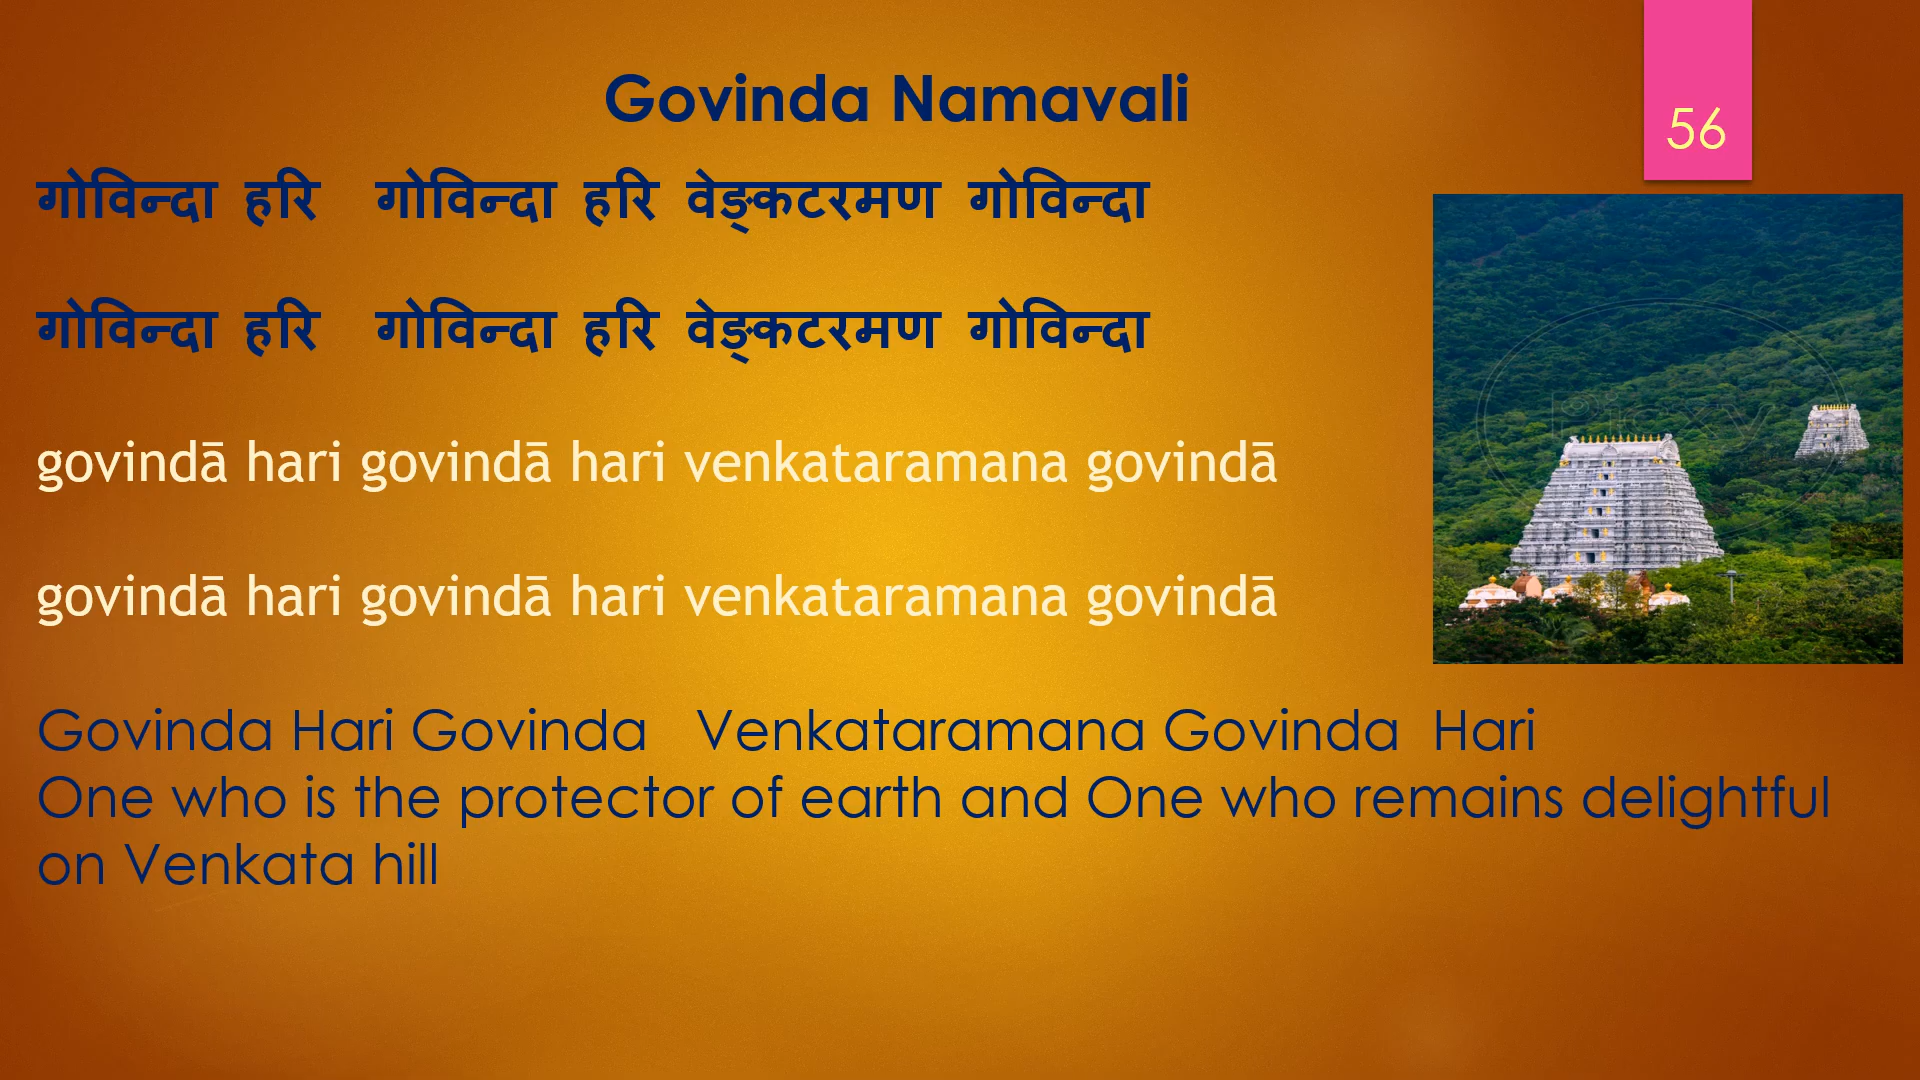 Govinda Namavali
56
गोविन्दा हरि गोविन्दा हरि वेङ्कटरमण गोविन्दा
गोविन्दा हरि गोविन्दा हरि वेङ्कटरमण गोविन्दा
govindā hari govindā hari venkataramana govindā
govindā hari govindā hari venkataramana govindā
Govinda Hari Govinda Venkataramana Govinda Hari
One who is the protector of earth and One who remains delightful
on Venkata hill